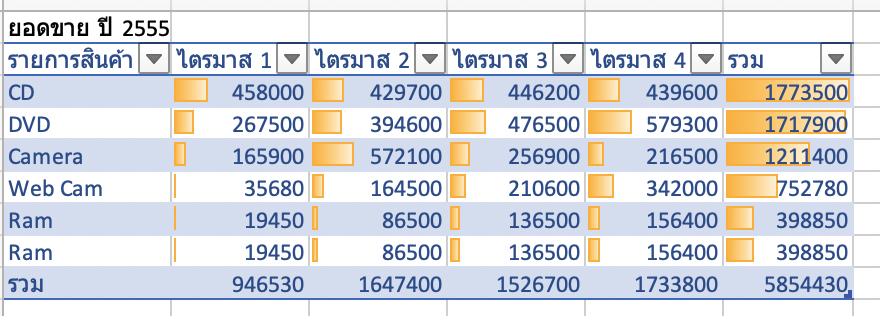 ยอดขาย ปี 2555
รายการสินค้า ไตรมาส 1 ไตรมาส 2 ไตรมาส 3 ไตรมาส 4 รวม
CD 458000 429700 446200 439600 1773500
DVD 267500 394600 476500 579300 1717900
Camera 165900 572100 256900 216500 1211400
Web Cam 35680 164500 210600 342000 752780
Ram 19450 86500 136500 156400 398850
Ram 19450 86500 136500 156400 398850
รวม 946530 1647400 1526700 1733800 5854430